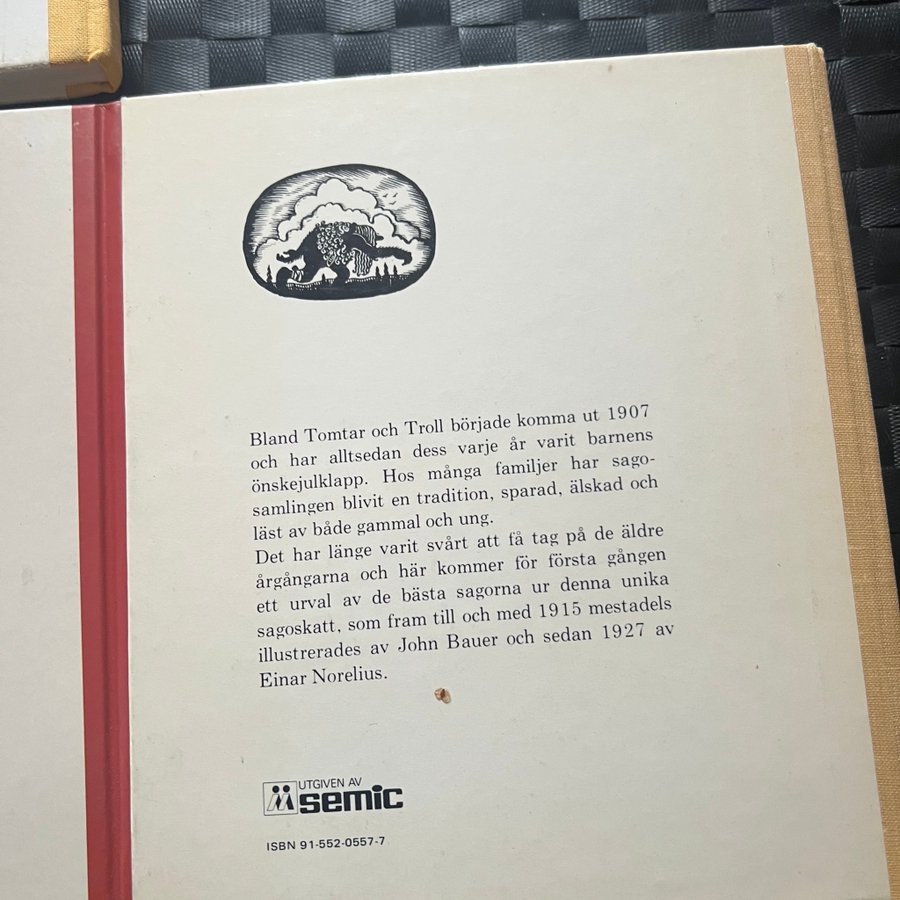 Bland Tomtar och Troll började komma ut 1907
och har alltsedan dess varje år varit barnens
önskejulklapp. Hos många familjer har sago-
samlingen blivit en tradition, sparad, älskad och
läst av både gammal och ung.
Det har länge varit svårt att få tag på de äldre
årgångarna och här kommer för första gången
ett urval av de bästa sagorna ur denna unika
sagoskatt, som fram till och med 1915 mestadels
illustrerades av John Bauer och sedan 1927 av
Einar Norelius.
UTGIVEN AV
semic
ISBN 91-552-0557-7